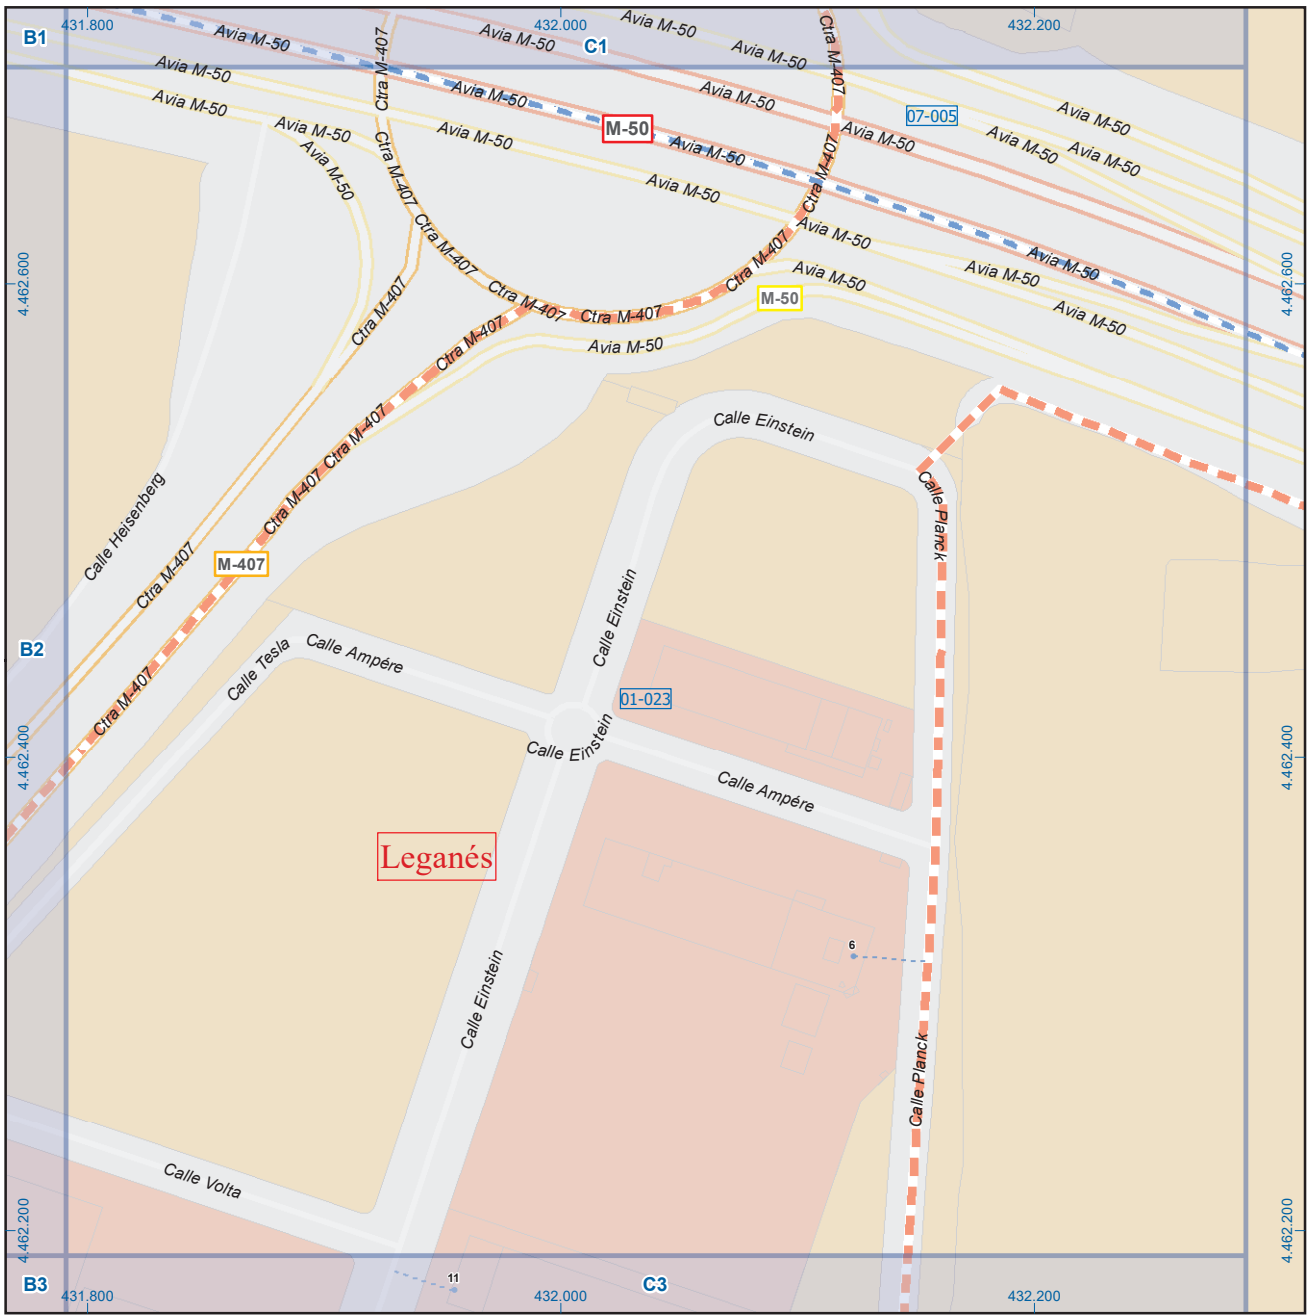 431.800
432.000
432.200
B1
C1
Avia M-50
Avia M-50
Avia M-50
Avia M-50
Ctra M-407
Ctra M-407
Avia M-50
Avia M-50
Avia M-50
Avia M-50
07-005
Avia M-50
M-50
Avia M-50
Avia M-50
Avia M-50
Avia M-50
Avia M-50
Avia M-50
Avia M-50
Avia M-50
Ctra M-407
Ctra M-407
Avia M-50
Avia M-50
Ctra M-407
Avia M-50
Ctra M-407
Avia M-50
Avia M-50
Avia M-50
4.462.600
4.462.600
Ctra M-407
Ctra M-407
Ctra M-407
M-50
Avia M-50
Ctra M-407
Avia M-50
Ctra M-407
Calle Einstein
Ctra M-407
Calle Heisenberg
Calle Planck
M-407
Ctra M-407
Calle Einstein
B2
Calle Tesla
Calle Ampére
Ctra M-407
01-023
Calle Einstein
4.462.400
4.462.400
Calle Ampére
Leganés
6
Calle Einstein
Calle Planck
Calle Volta
4.462.200
4.462.200
B3
11
C3
431.800
432.000
432.200